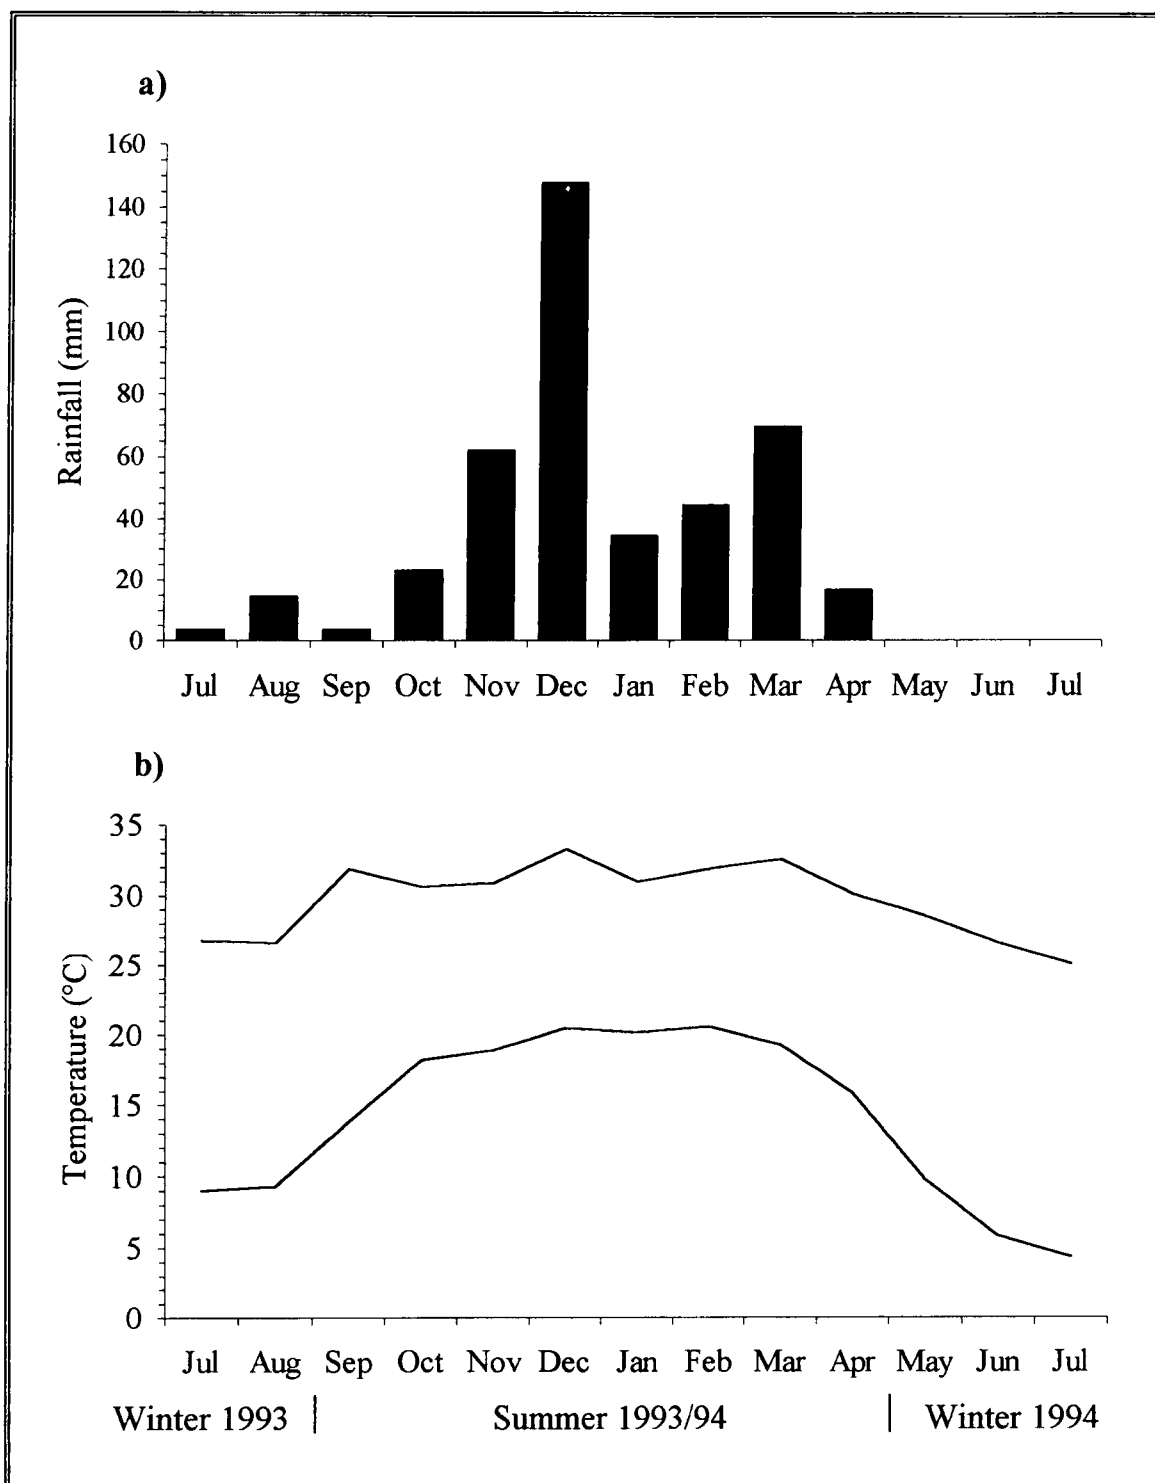 a)
160
140
120
100
80
60
40
20
0
Rainfall (mm)
Jul Aug Sep Oct Nov Dec Jan Feb Mar Apr May Jun Jul
b)
35
30
25
20
15
10
5
0
Temperature (°C)
Jul Aug Sep Oct Nov Dec Jan Feb Mar Apr May Jun Jul
Winter 1993 | Summer 1993/94 | Winter 1994